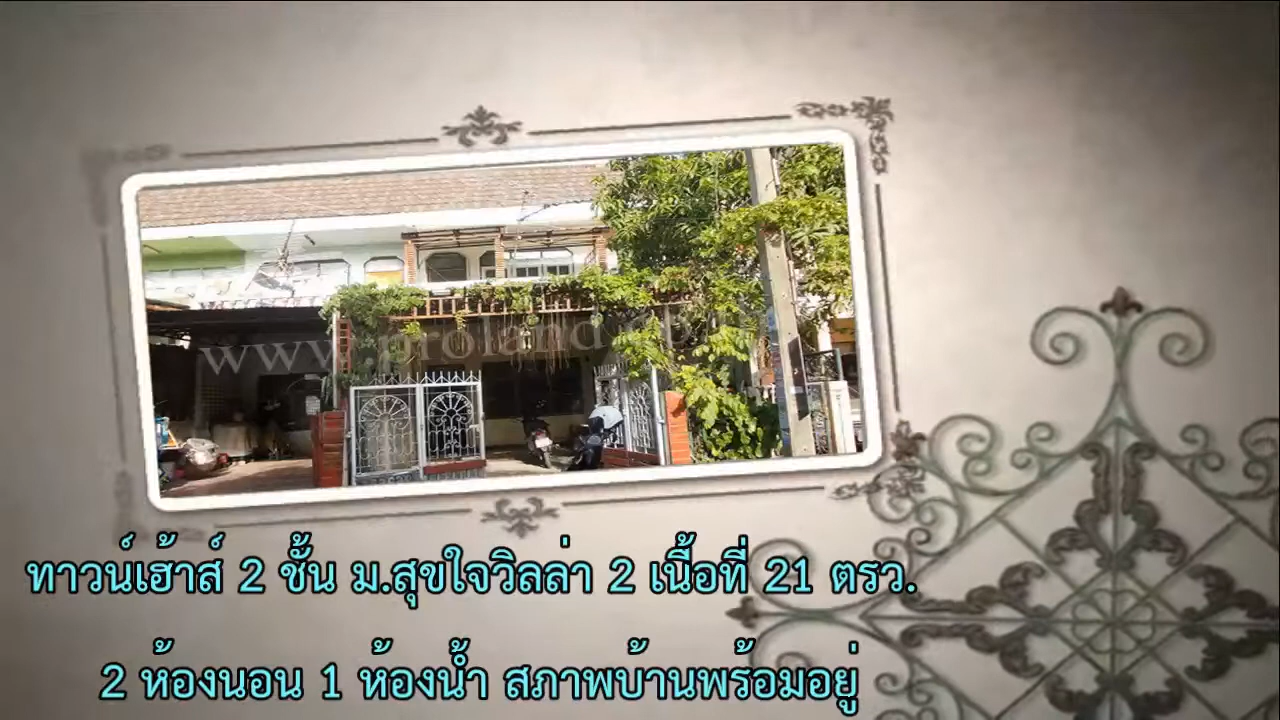 www.proland
ทาวน์เฮ้าส์ 2 ชั้น ม.สุขใจวิลล่า 2 เนื้อที่ 21 ตรว.
2 ห้องนอน 1 ห้องน้ำ สภาพบ้านพร้อมอยู่